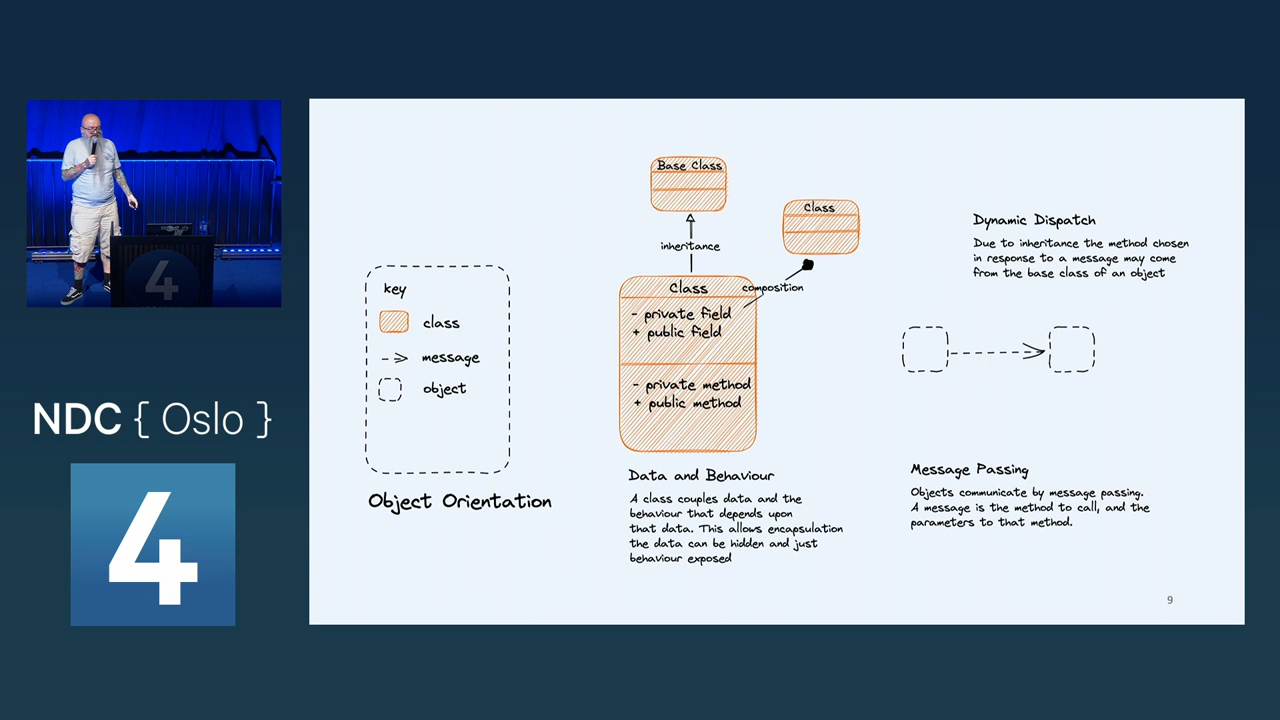 4
NDC { Oslo }
4
key
class
message
object
Object Orientation
Base Class
inheritance
Class
composition
Class
- private field
+ public field
- private method
+ public method
Data and Behaviour
A class couples data and the
behaviour that depends upon
that data. This allows encapsulation
the data can be hidden and just
behaviour exposed
Dynamic Dispatch
Due to inheritance the method chosen
in response to a message may come
from the base class of an object
Message Passing
Objects communicate by message passing.
A message is the method to call, and the
parameters to that method.
9